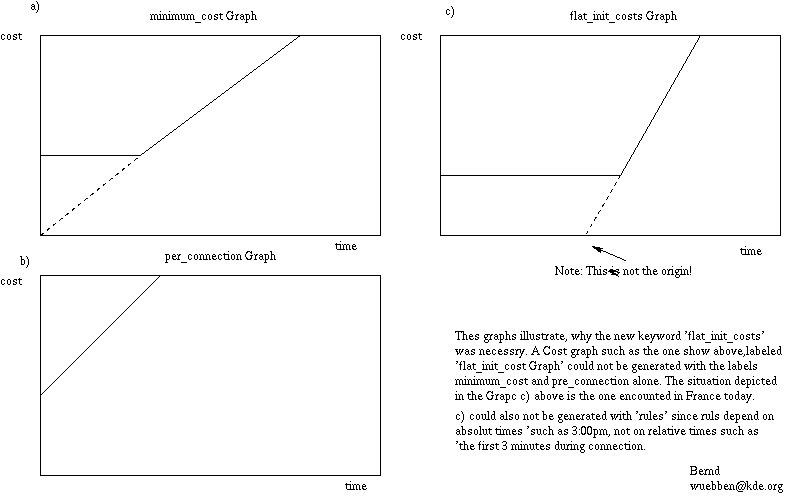 a)
minimum_cost Graph
cost
time
b)
per_connection Graph
cost
time
c)
flat_init_costs Graph
cost
time
Note: This is not the origin!
Thes graphs illustrate, why the new keyword 'flat_init_costs'
was necessry. A Cost graph such as the one show above,labeled
'flat_init_cost Graph' could not be generated with the labels
minimum_cost and pre_connection alone. The situation depicted
in the Grapc c) above is the one encounted in France today.
c) could also not be generated with 'rules' since ruls depend on
absolut times 'such as 3:00pm, not on relative times such as
'the first 3 minutes during connection.
Bernd
wuebben@kde.org